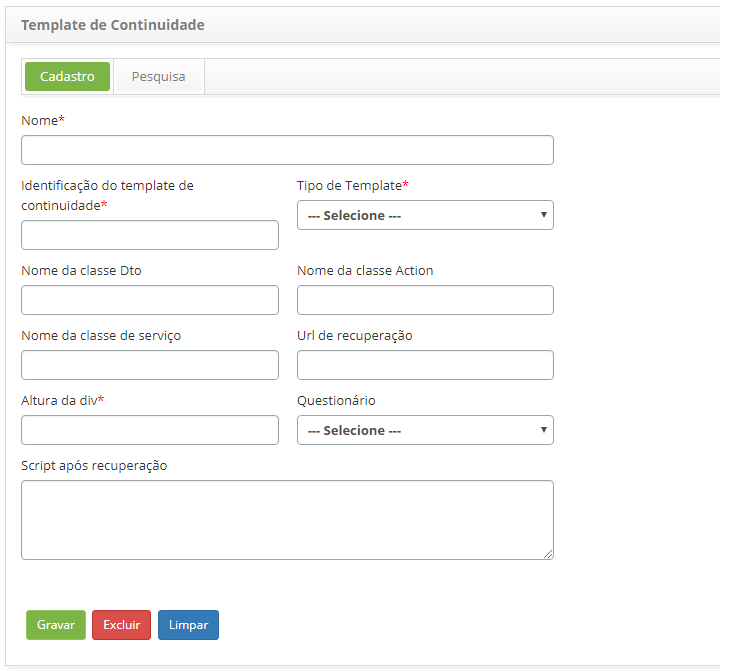 Template de Continuidade
Cadastro Pesquisa
Nome*
Identificação do template de
continuidade*
Tipo de Template*
--- Selecione ---
Nome da classe Dto
Nome da classe Action
Nome da classe de serviço
Url de recuperação
Altura da div*
Questionário
--- Selecione ---
Script após recuperação
Gravar Excluir Limpar